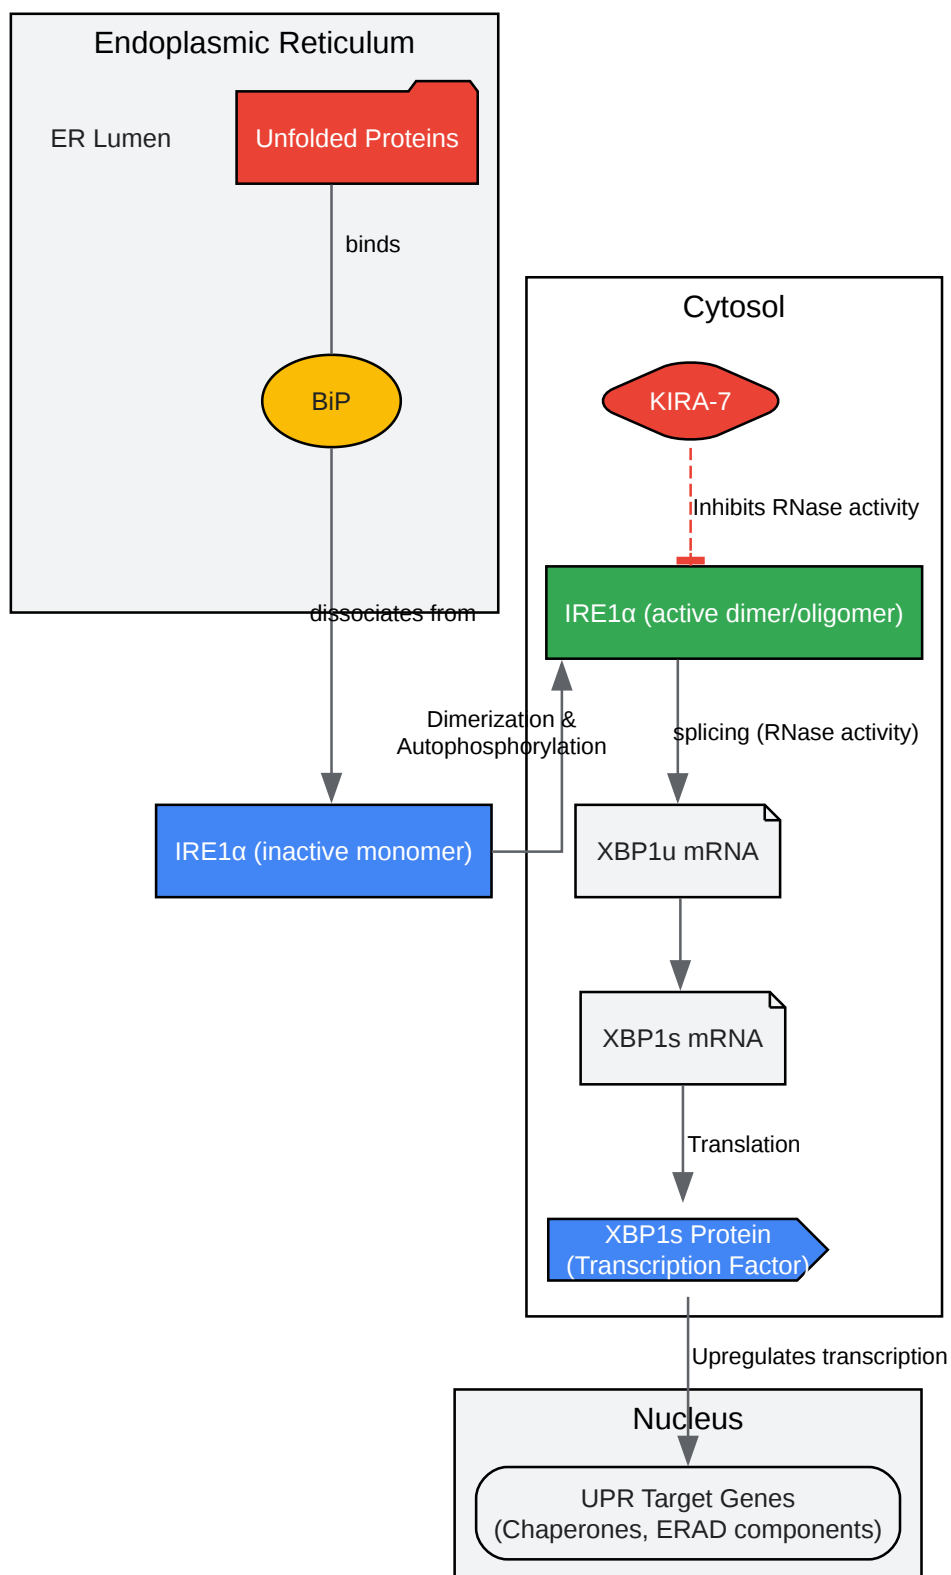 Endoplasmic Reticulum
ER Lumen
Unfolded Proteins
binds
BiP
dissociates from
IRE1α (inactive monomer)
Dimerization &
Autophosphorylation
Cytosol
KIRA-7
Inhibits RNase activity
IRE1α (active dimer/oligomer)
splicing (RNase activity)
XBP1u mRNA
XBP1s mRNA
Translation
XBP1s Protein
(Transcription Factor)
Upregulates transcription
Nucleus
UPR Target Genes
(Chaperones, ERAD components)